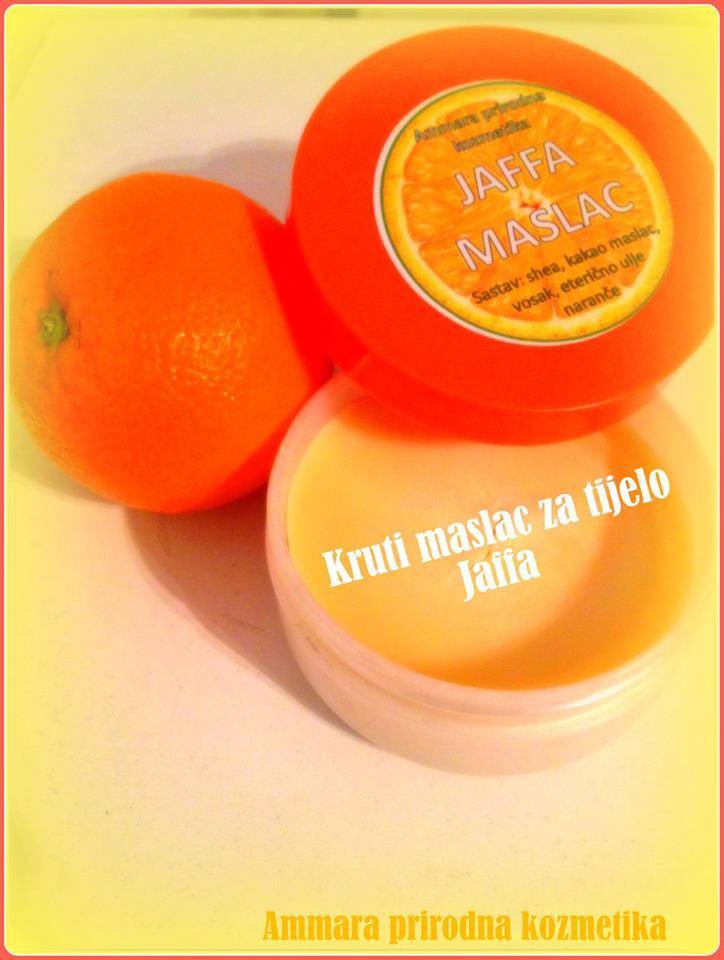 Ammara prirodna
kozmetika
JAFFA
MASLAC
Sastav: shea, kakao maslac,
vosak, eterično ulje
naranče
Kruti maslac za tijelo
Jaffa
Ammara prirodna kozmetika